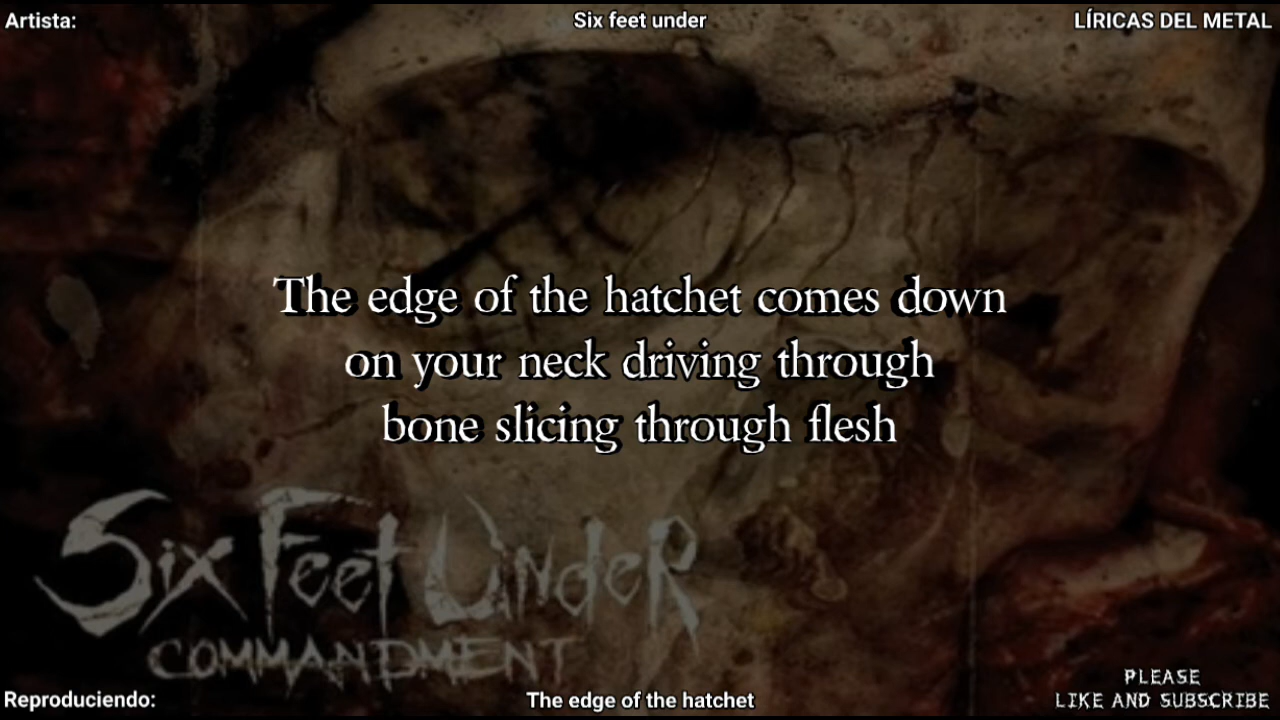 Artista:
Six feet under
LÍRICAS DEL METAL
The edge of the hatchet comes down
on your neck driving through
bone slicing through flesh
Six Feet Under
COMMANDMENT
PLEASE
LIKE AND SUBSCRIBE
Reproduciendo:
The edge of the hatchet